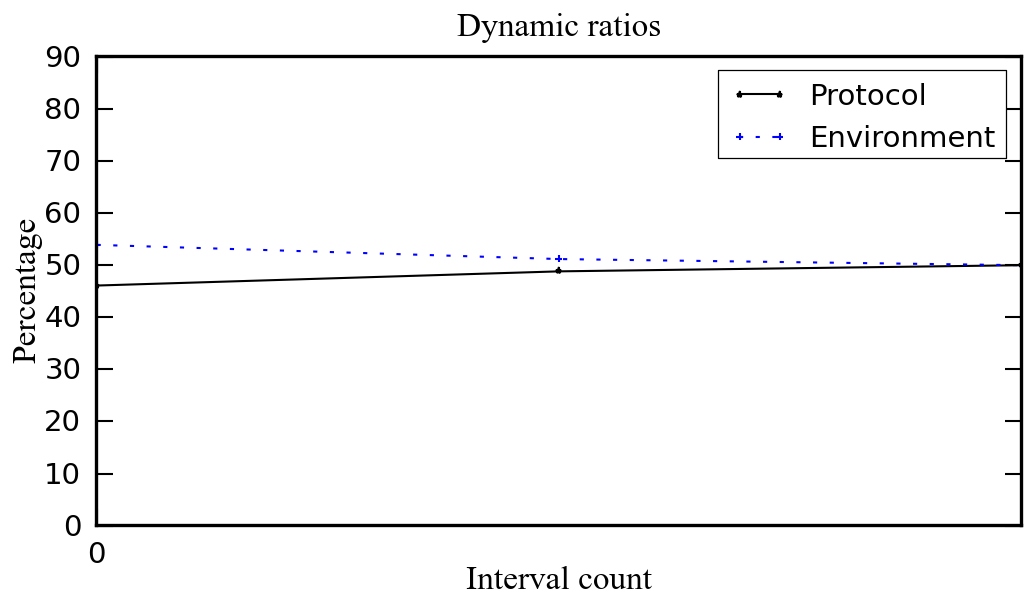 Dynamic ratios
Percentage
90
80
70
60
50
40
30
20
10
0
Protocol
Environment
0
Interval count